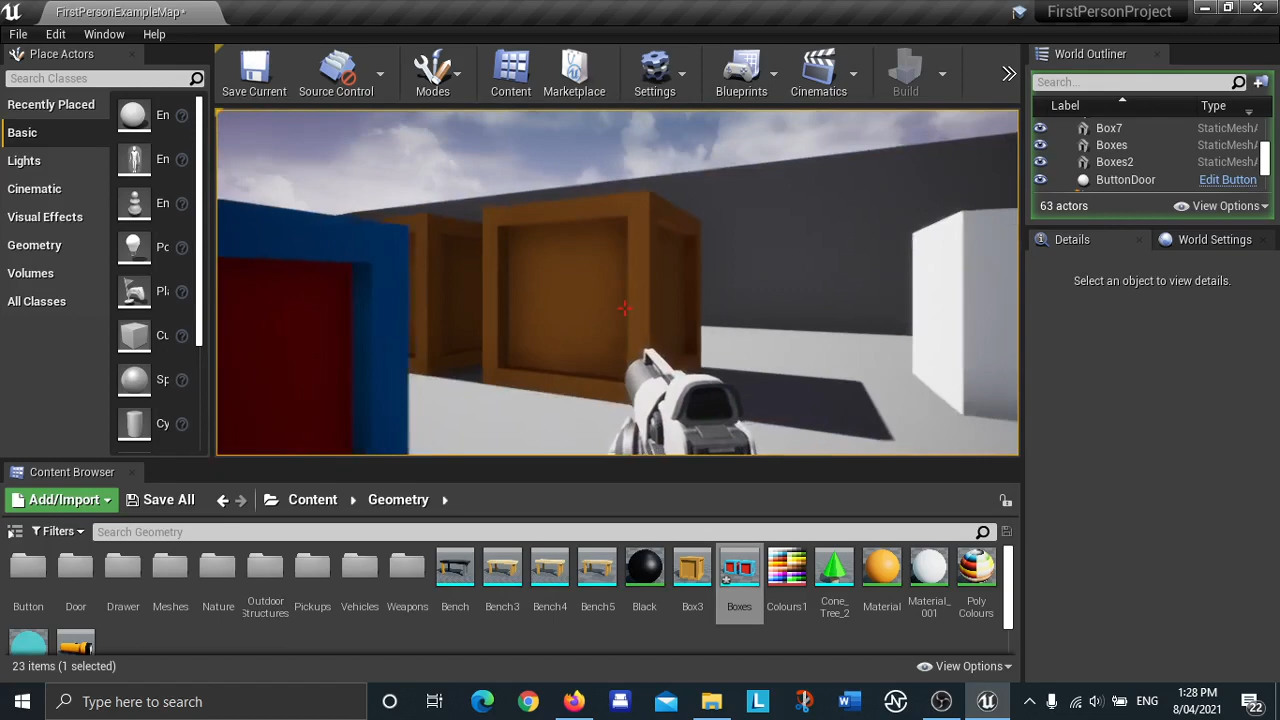 FirstPersonExampleMap*
FirstPersonProject
File Edit Window Help
Place Actors
Search Classes
Recently Placed
Basic
Lights
Cinematic
Visual Effects
Geometry
Volumes
All Classes
En
En
En
Po
Pla
Cu
Sp
Cy
Save Current
Source Control
Modes
Content
Marketplace
Settings
Blueprints
Cinematics
Build
World Outliner
Search...
Label Type
Box7 StaticMeshA
Boxes StaticMeshA
Boxes2 StaticMeshA
ButtonDoor Edit Button
63 actors View Options
Details World Settings
Select an object to view details.
Content Browser
Add/Import Save All Content Geometry
Filters Search Geometry
Button Door Drawer Meshes Nature Outdoor Structures Pickups Vehicles Weapons Bench Bench3 Bench4 Bench5 Black Box3 Boxes Colours1 Cone_Tree_2 Material Material_001 Poly Colours
23 items (1 selected) View Options
Type here to search
ENG
1:28 PM
8/04/2021
22